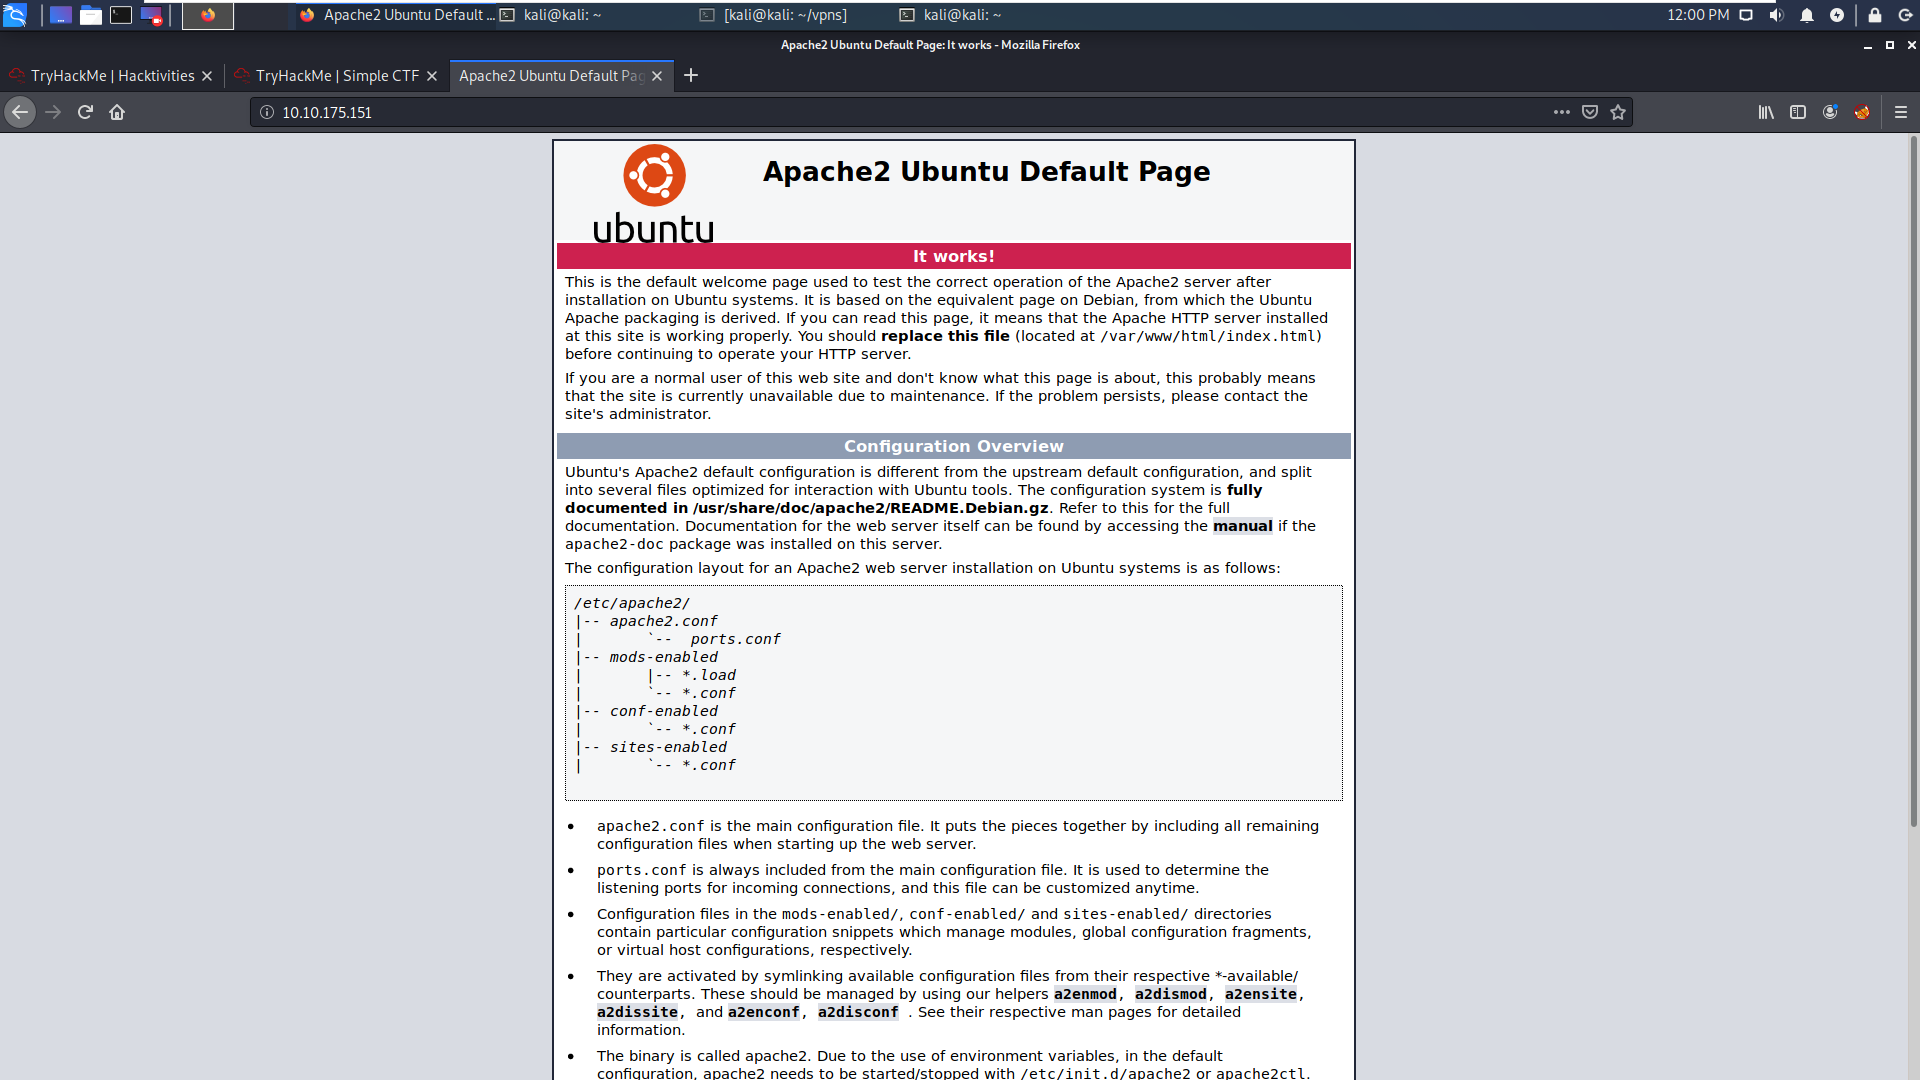 Apache2 Ubuntu Default ...
kali@kali: ~
[kali@kali: ~/vpns]
kali@kali: ~
12:00 PM
Apache2 Ubuntu Default Page: It works - Mozilla Firefox
TryHackMe | Hacktivities
TryHackMe | Simple CTF
Apache2 Ubuntu Default Pag
10.10.175.151
ubuntu
Apache2 Ubuntu Default Page
It works!
This is the default welcome page used to test the correct operation of the Apache2 server after
installation on Ubuntu systems. It is based on the equivalent page on Debian, from which the Ubuntu
Apache packaging is derived. If you can read this page, it means that the Apache HTTP server installed
at this site is working properly. You should replace this file (located at /var/www/html/index.html)
before continuing to operate your HTTP server.
If you are a normal user of this web site and don't know what this page is about, this probably means
that the site is currently unavailable due to maintenance. If the problem persists, please contact the
site's administrator.
Configuration Overview
Ubuntu's Apache2 default configuration is different from the upstream default configuration, and split
into several files optimized for interaction with Ubuntu tools. The configuration system is fully
documented in /usr/share/doc/apache2/README.Debian.gz. Refer to this for the full
documentation. Documentation for the web server itself can be found by accessing the manual if the
apache2-doc package was installed on this server.
The configuration layout for an Apache2 web server installation on Ubuntu systems is as follows:
/etc/apache2/
|-- apache2.conf
|       `--  ports.conf
|-- mods-enabled
|       |-- *.load
|       `-- *.conf
|-- conf-enabled
|       `-- *.conf
|-- sites-enabled
|       `-- *.conf
• apache2.conf is the main configuration file. It puts the pieces together by including all remaining
configuration files when starting up the web server.
• ports.conf is always included from the main configuration file. It is used to determine the
listening ports for incoming connections, and this file can be customized anytime.
• Configuration files in the mods-enabled/, conf-enabled/ and sites-enabled/ directories
contain particular configuration snippets which manage modules, global configuration fragments,
or virtual host configurations, respectively.
• They are activated by symlinking available configuration files from their respective *-available/
counterparts. These should be managed by using our helpers a2enmod, a2dismod, a2ensite,
a2dissite, and a2enconf, a2disconf . See their respective man pages for detailed
information.
• The binary is called apache2. Due to the use of environment variables, in the default
configuration, apache2 needs to be started/stopped with /etc/init.d/apache2 or apache2ctl.